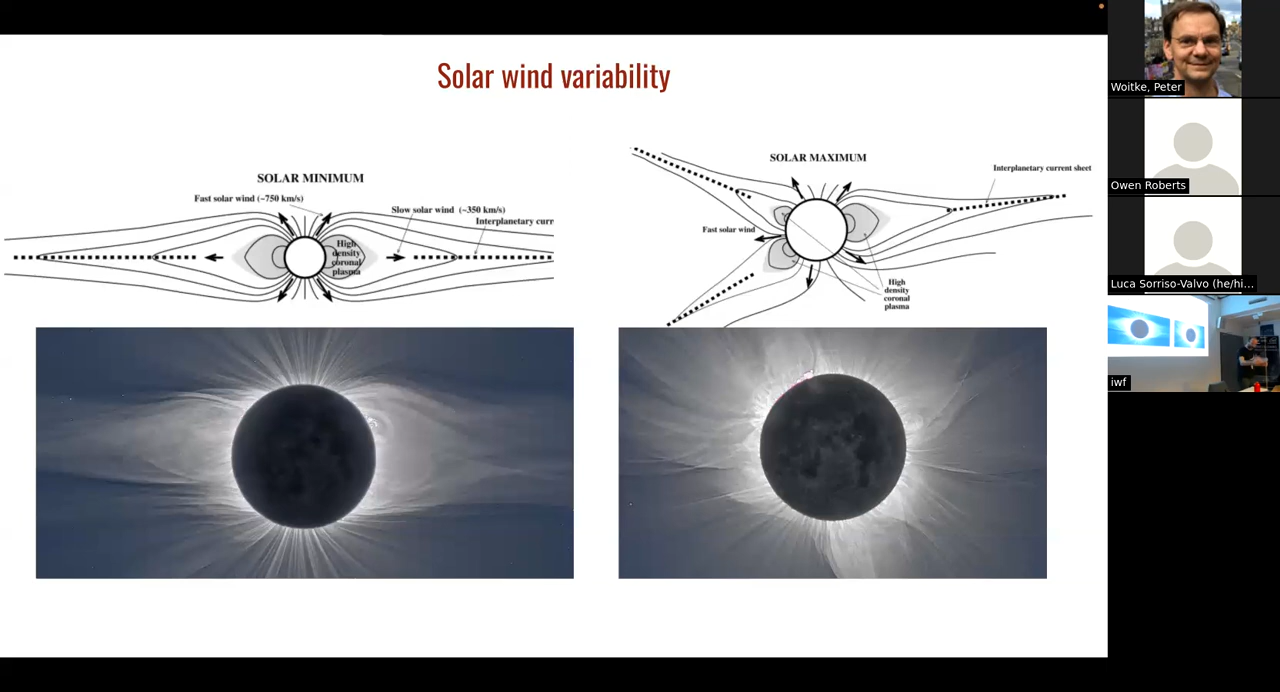 Solar wind variability
SOLAR MINIMUM
Fast solar wind (~750 km/s)
Slow solar wind (~350 km/s)
Interplanetary curr
High
density
coronal
plasma
SOLAR MAXIMUM
Interplanetary current sheet
Fast solar wind
High
density
coronal
plasma
Woitke, Peter
Owen Roberts
Luca Sorriso-Valvo (he/hi...
iwf